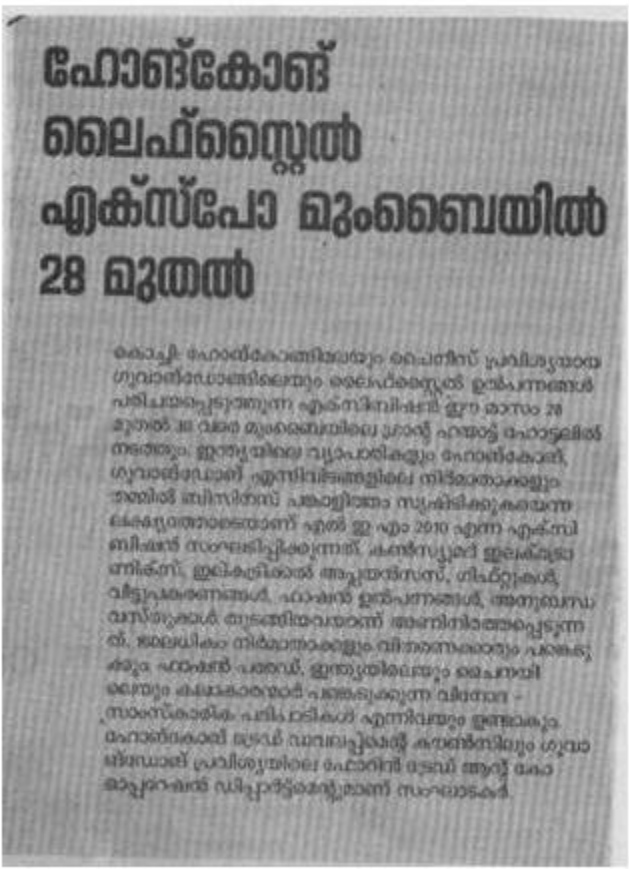 ഹോങ്കോങ്
ലൈഫ്സ്റ്റൈൽ
എക്സ്പോ മുംബൈയിൽ
28 മുതൽ
കൊച്ചി: ഹോങ്കോങ്ങിലേയും ചൈനീസ് പ്രവിശ്യയായ
ഗുവാങ്ഡോങ്ങിലെയും ലൈഫ്സ്റ്റൈൽ ഉൽപന്നങ്ങൾ
പരിചയപ്പെടുത്തുന്ന എക്സിബിഷൻ ഈ മാസം 28
മുതൽ 30 വരെ മുംബൈയിലെ ഗ്രാന്റ് ഹയാട്ട് ഹോട്ടലിൽ
നടത്തും. ഇന്ത്യയിലെ വ്യാപാരികളും ഹോങ്കോങ്,
ഗുവാങ്ഡോങ് എന്നിവിടങ്ങളിലെ നിർമാതാക്കളും
തമ്മിൽ ബിസിനസ് പങ്കാളിത്തം സൃഷ്ടിക്കുകയെന്ന
ലക്ഷ്യത്തോടെയാണ് എൽ ഇ എം 2010 എന്ന എക്സി
ബിഷൻ സംഘടിപ്പിക്കുന്നത്. കൺസ്യൂമർ ഇലക്ട്രോ
ണിക്സ്, ഇലക്ട്രിക്കൽ അപ്ലയൻസസ്, ഗിഫ്റ്റുകൾ,
വീട്ടുപകരണങ്ങൾ, ഫാഷൻ ഉൽപന്നങ്ങൾ, അനുബന്ധ
വസ്തുക്കൾ തുടങ്ങിയവയാണ് അണിനിരത്തപ്പെടുന്ന
ത്. നിർമാതാക്കളും വിതരണക്കാരും പങ്കെടു
ക്കും. ഫാഷൻ പരേഡ്, ഇന്ത്യയിലെയും ചൈനയി
ലെയും കലാകാരന്മാർ പങ്കെടുക്കുന്ന വിനോദ -
സാംസ്കാരിക പരിപാടികൾ എന്നിവയും ഉണ്ടാകും.
ഹോങ്കോങ് ട്രേഡ് ഡവലപ്പ്മെന്റ് കൗൺസിലും ഗുവാ
ങ്ഡോങ് പ്രവിശ്യയിലെ ഫോറിൻ ട്രേഡ് ആന്റ് കോ
ഓപ്പറേഷൻ ഡിപ്പാർട്ട്മെന്റുമാണ് സംഘാടകർ.